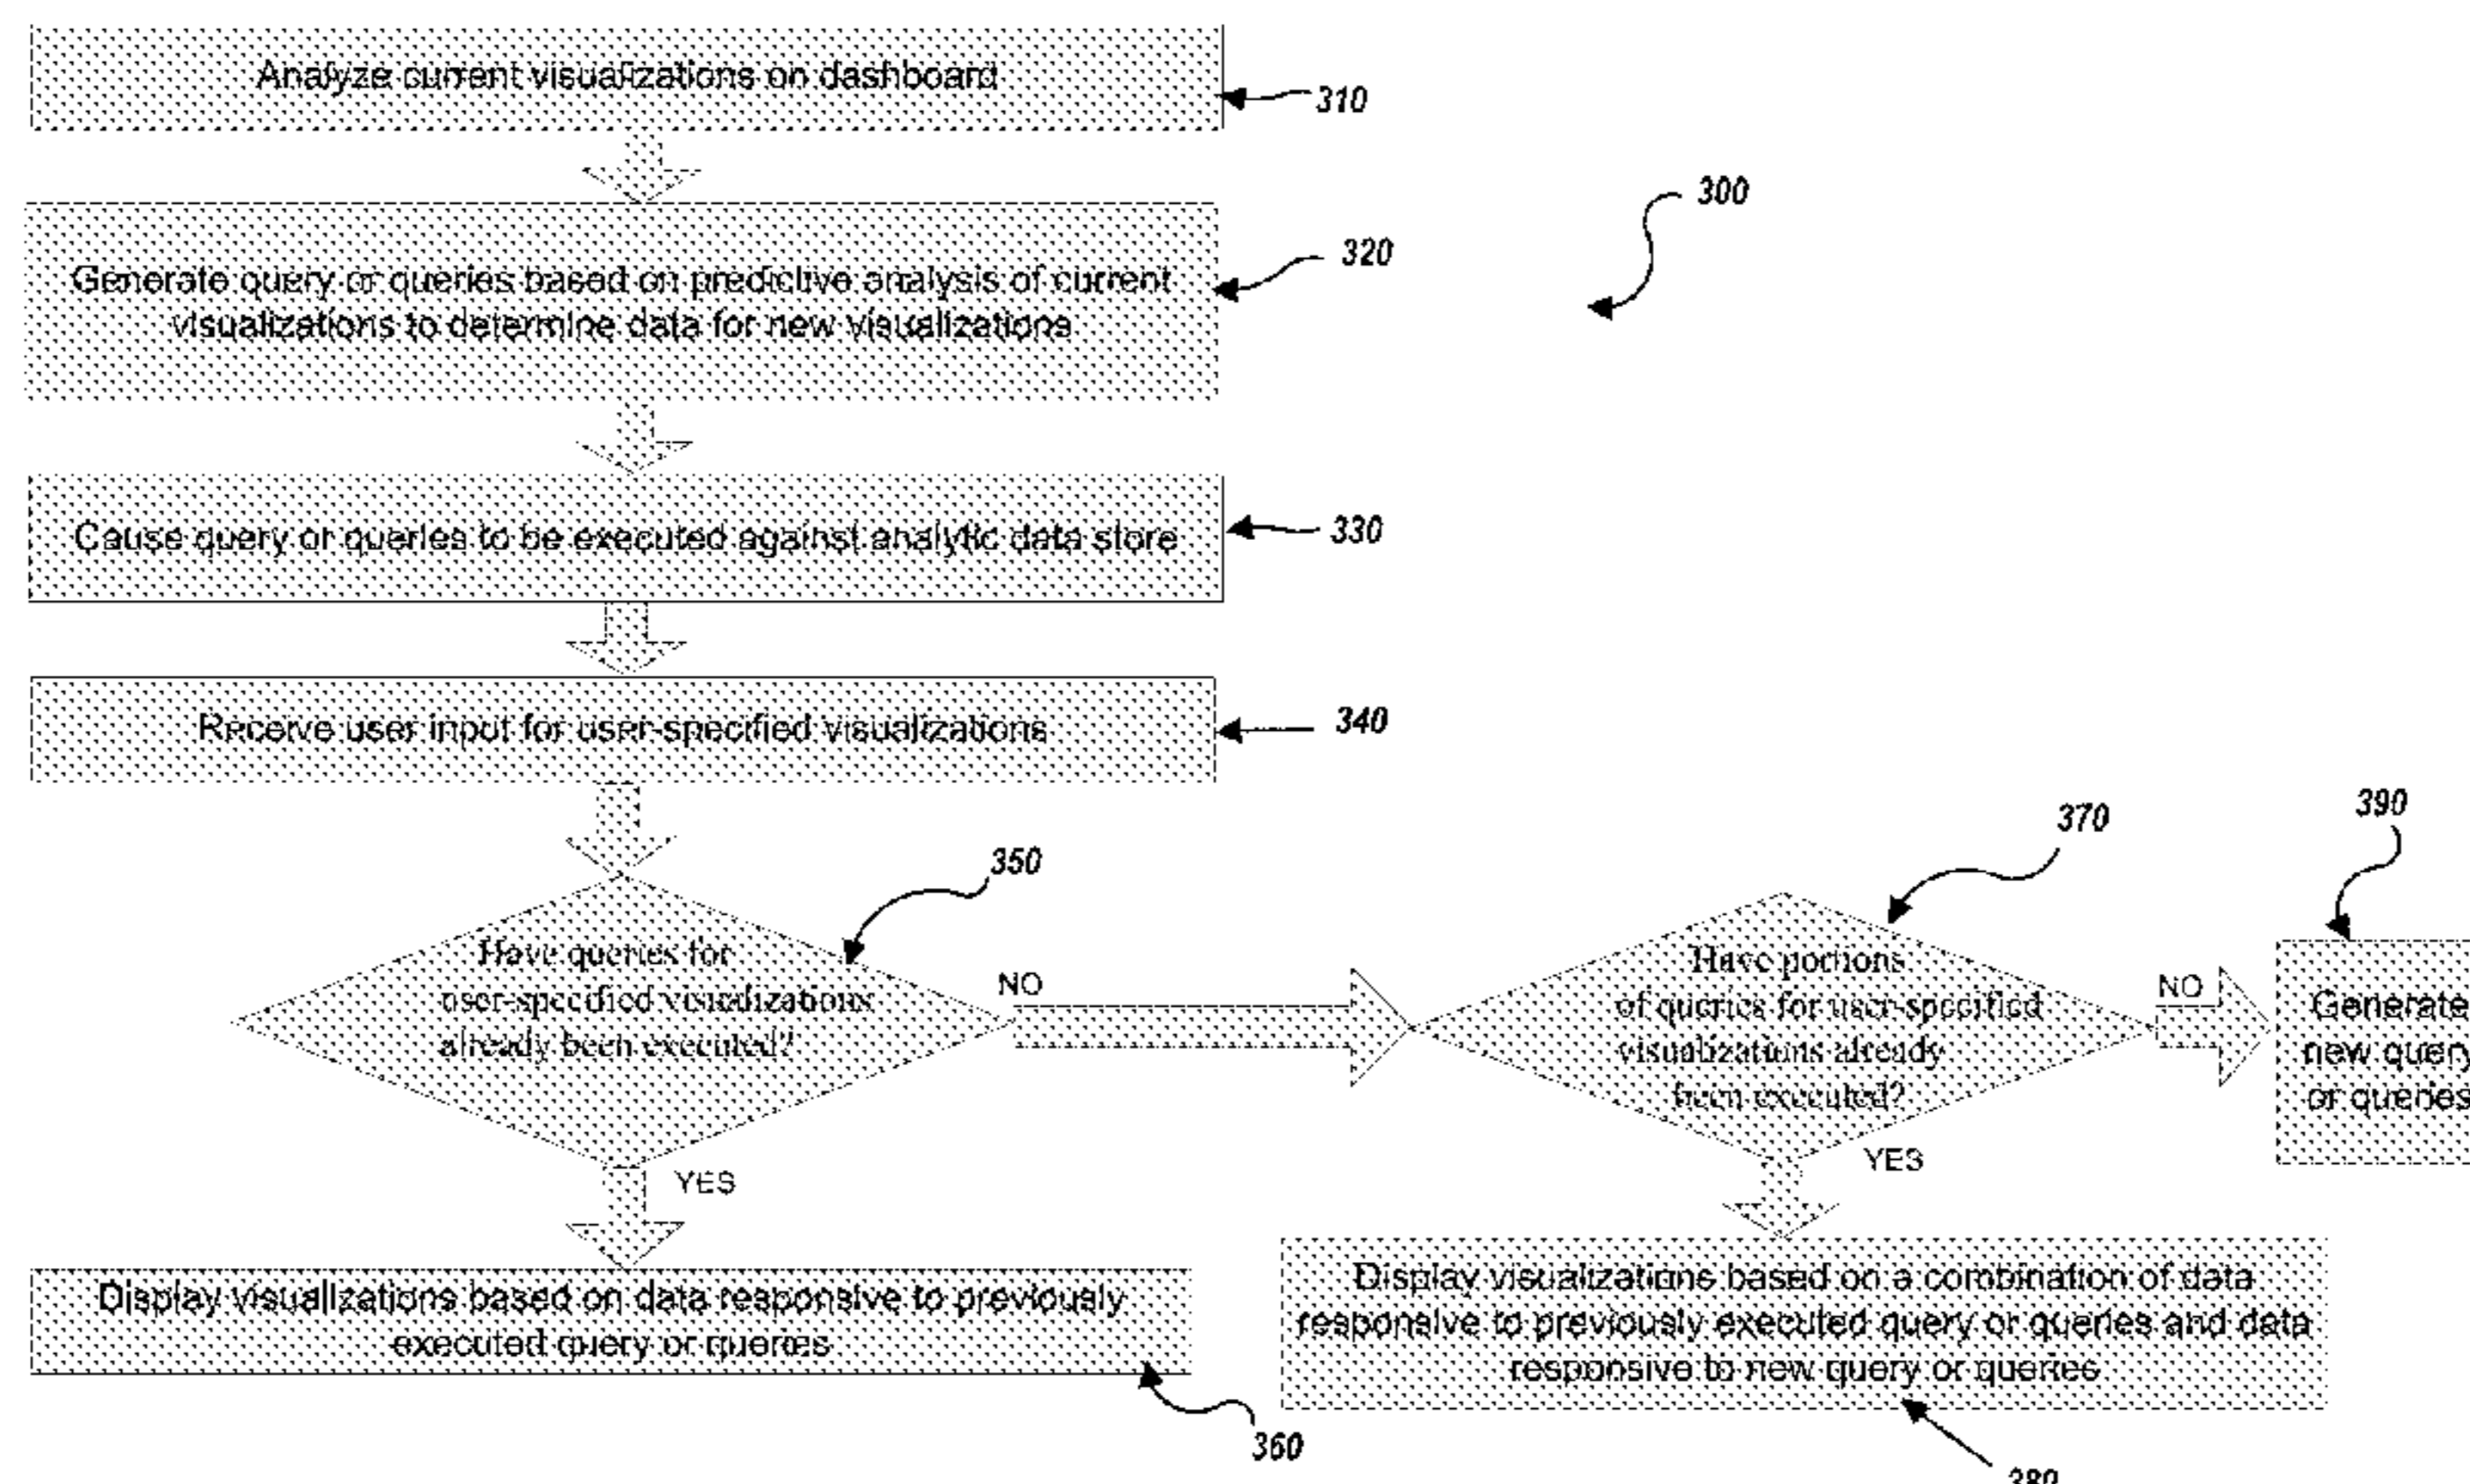 Analyze current visualizations on dashboard
310
300
Generate query or queries based on predictive analysis of current
visualizations to determine data for new visualizations
320
Cause query or queries to be executed against analytic data store
330
Receive user input for user-specified visualizations
340
350
Have queries for
user-specified visualizations
already been executed?
NO
YES
370
Have portions
of queries for user-specified
visualizations already
been executed?
NO
YES
390
Generate
new query
or queries
Display visualizations based on data responsive to previously
executed query or queries
360
Display visualizations based on a combination of data
responsive to previously executed query or queries and data
responsive to new query or queries
380